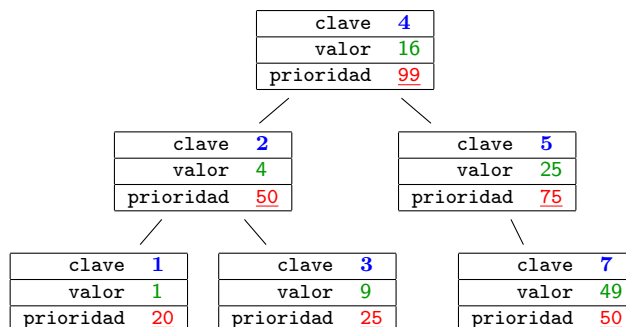 clave 4
valor 16
prioridad 99
clave 2
valor 4
prioridad 50
clave 5
valor 25
prioridad 75
clave 1
valor 1
prioridad 20
clave 3
valor 9
prioridad 25
clave 7
valor 49
prioridad 50